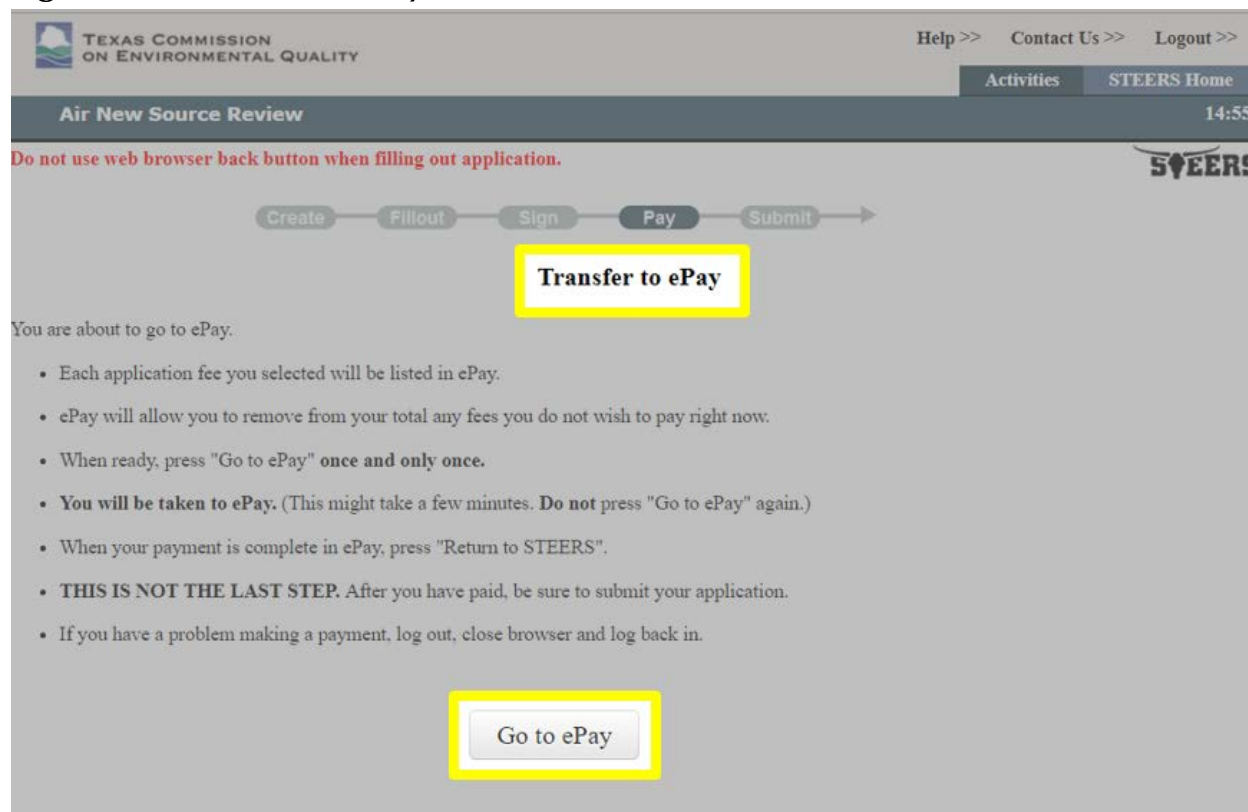 TEXAS COMMISSION
ON ENVIRONMENTAL QUALITY
Help >> Contact Us >> Logout >>
Activities STEERS Home
Air New Source Review 14:55
Do not use web browser back button when filling out application.
STEERS
Create Fillout Sign Pay Submit
Transfer to ePay
You are about to go to ePay.
• Each application fee you selected will be listed in ePay.
• ePay will allow you to remove from your total any fees you do not wish to pay right now.
• When ready, press "Go to ePay" once and only once.
• You will be taken to ePay. (This might take a few minutes. Do not press "Go to ePay" again.)
• When your payment is complete in ePay, press "Return to STEERS".
• THIS IS NOT THE LAST STEP. After you have paid, be sure to submit your application.
• If you have a problem making a payment, log out, close browser and log back in.
Go to ePay